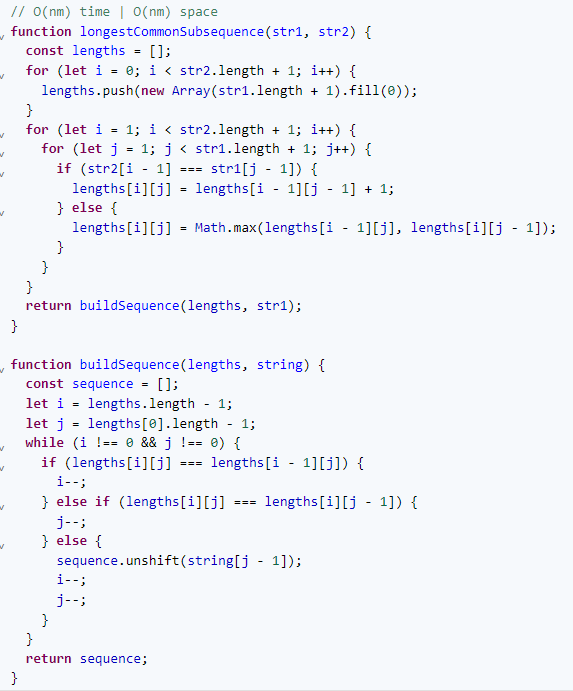 // O(nm) time | O(nm) space
function longestCommonSubsequence(str1, str2) {
  const lengths = [];
  for (let i = 0; i < str2.length + 1; i++) {
    lengths.push(new Array(str1.length + 1).fill(0));
  }
  for (let i = 1; i < str2.length + 1; i++) {
    for (let j = 1; j < str1.length + 1; j++) {
      if (str2[i - 1] === str1[j - 1]) {
        lengths[i][j] = lengths[i - 1][j - 1] + 1;
      } else {
        lengths[i][j] = Math.max(lengths[i - 1][j], lengths[i][j - 1]);
      }
    }
  }
  return buildSequence(lengths, str1);
}

function buildSequence(lengths, string) {
  const sequence = [];
  let i = lengths.length - 1;
  let j = lengths[0].length - 1;
  while (i !== 0 && j !== 0) {
    if (lengths[i][j] === lengths[i - 1][j]) {
      i--;
    } else if (lengths[i][j] === lengths[i][j - 1]) {
      j--;
    } else {
      sequence.unshift(string[j - 1]);
      i--;
      j--;
    }
  }
  return sequence;
}